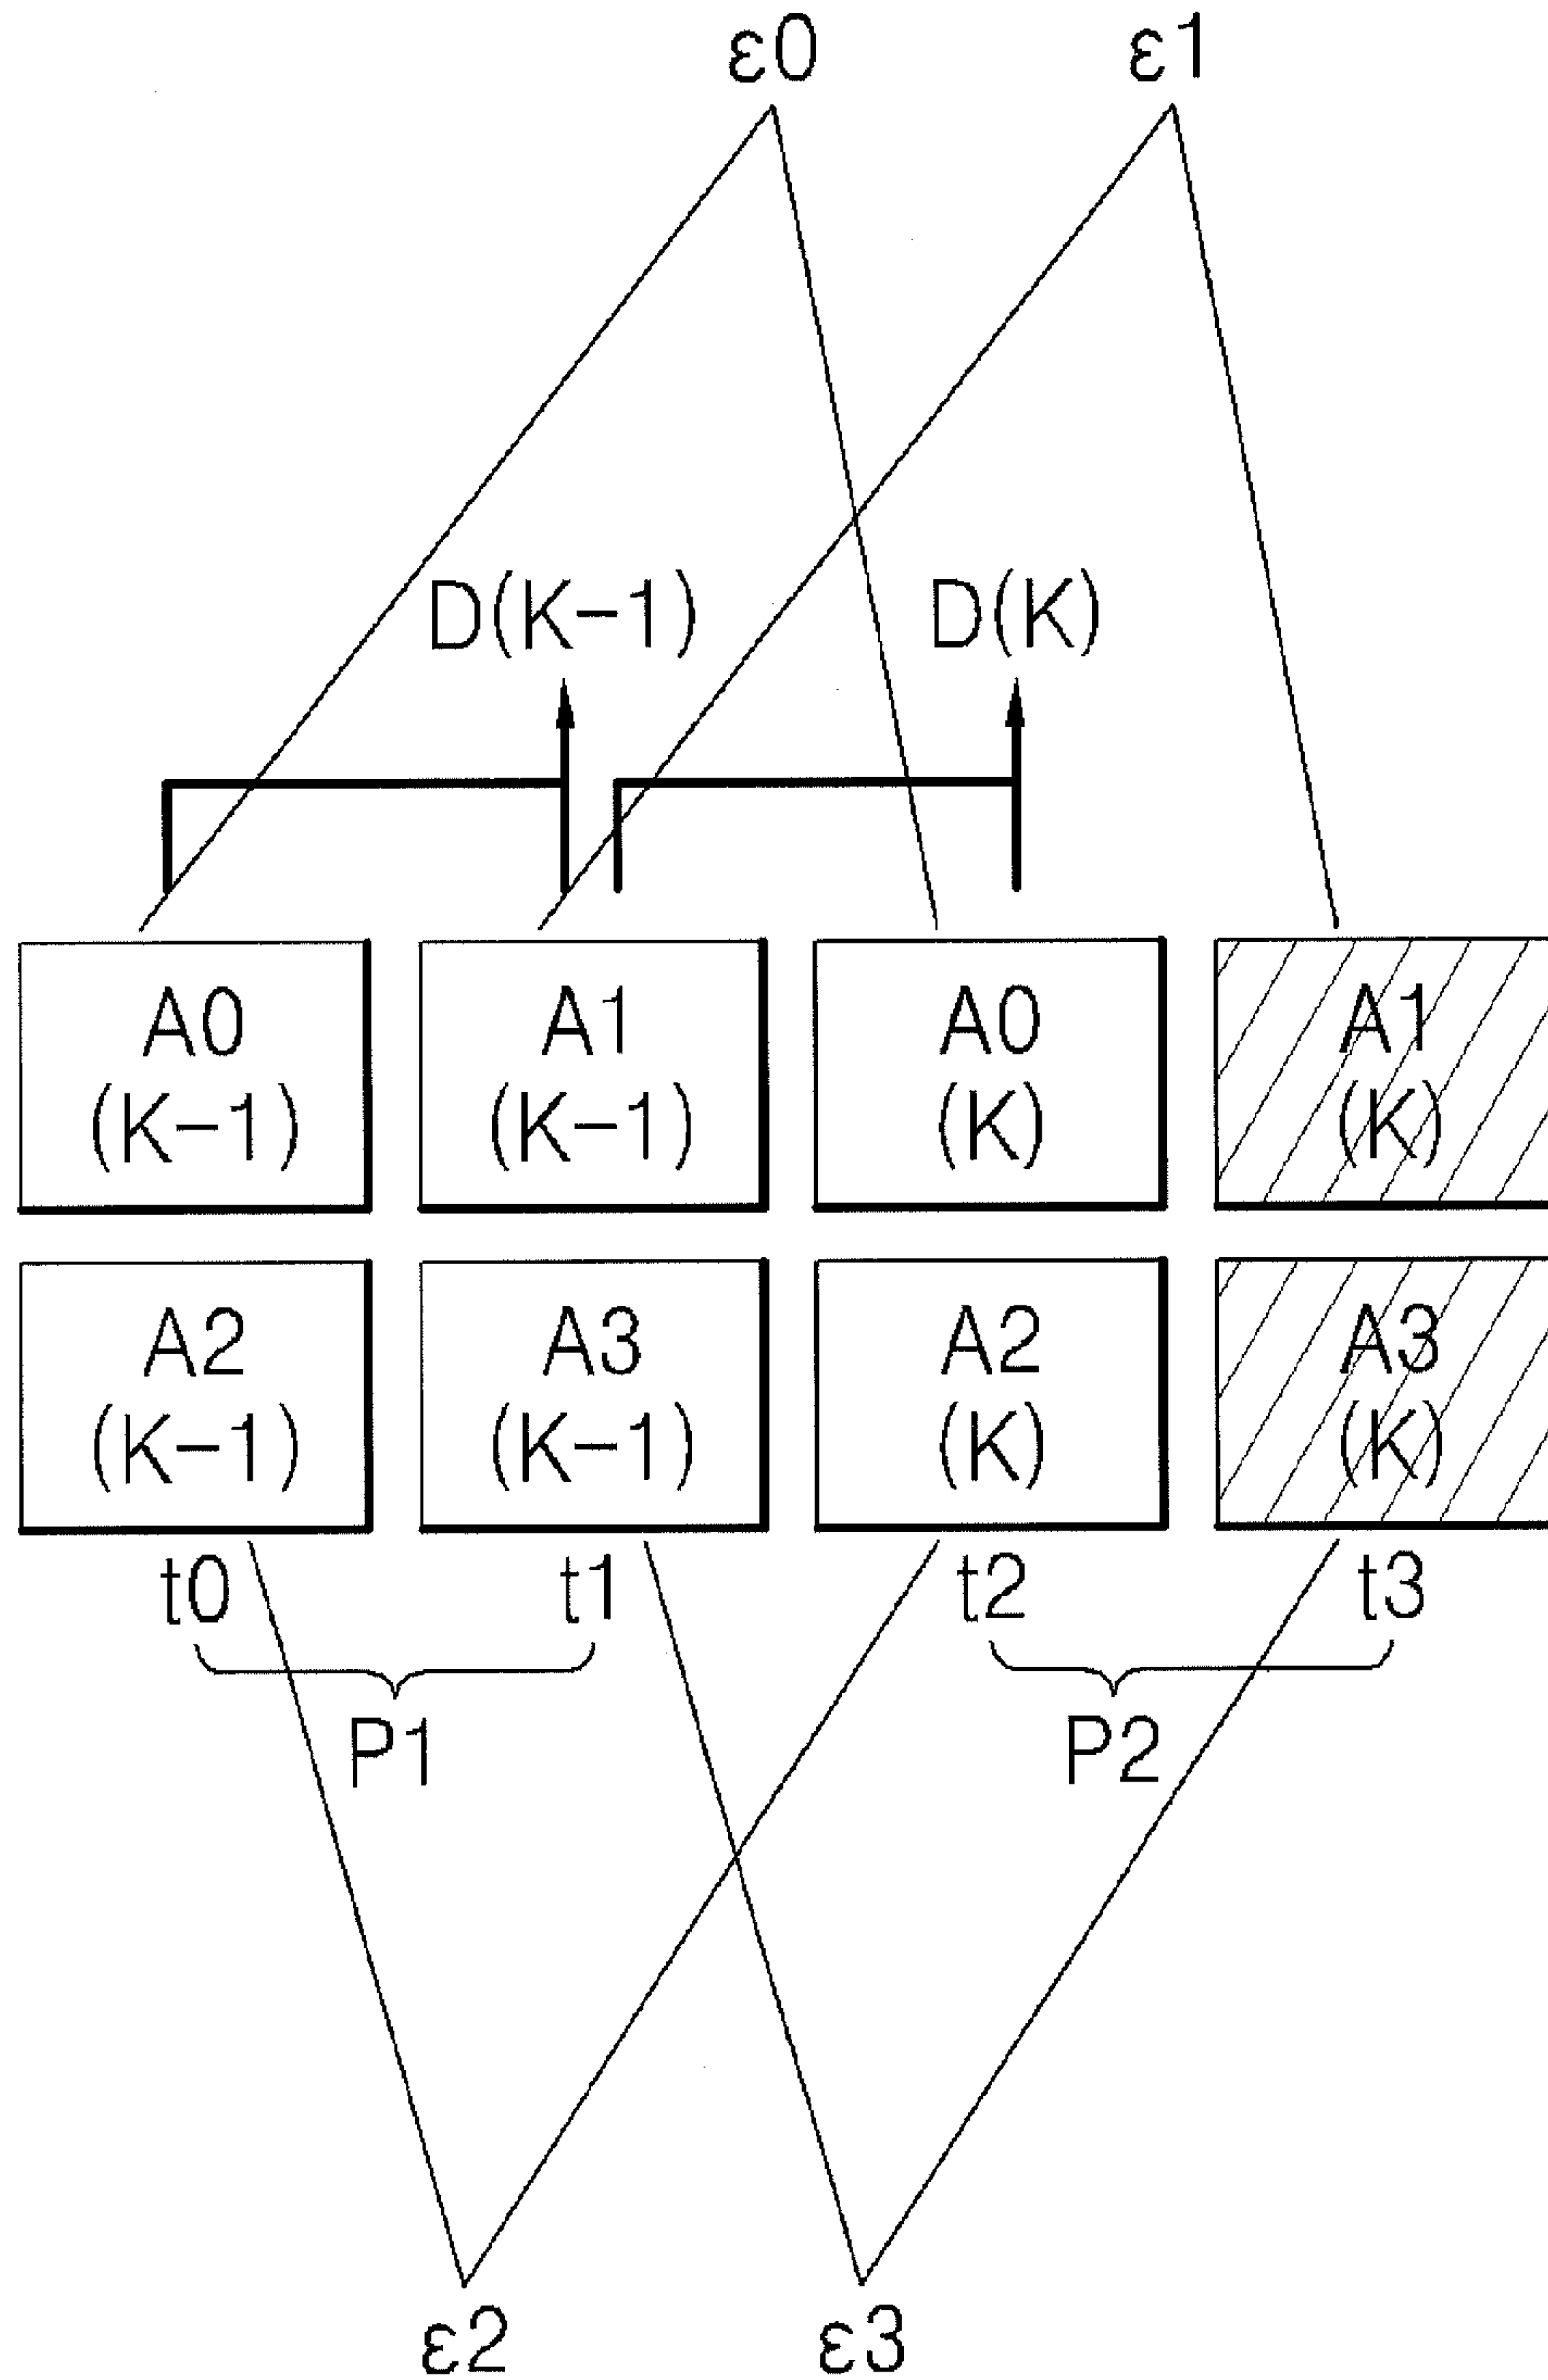 ε0 ε1
D(K-1) D(K)
A0 A1 A0 A1
(K-1) (K-1) (K) (K)
A2 A3 A2 A3
(K-1) (K-1) (K) (K)
t0 t1 t2 t3
P1 P2
ε2 ε3